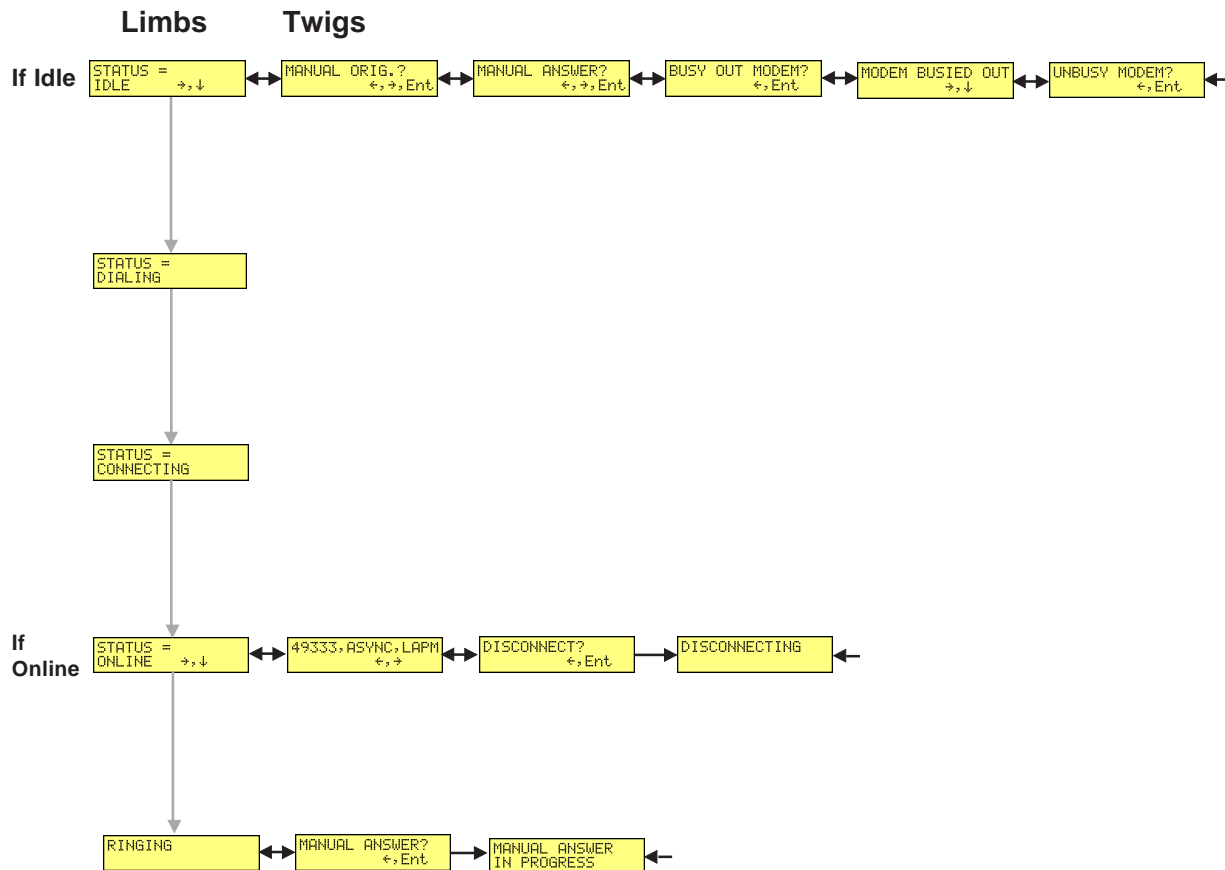 Limbs Twigs
If Idle
STATUS =
IDLE →,↓
MANUAL ORIG.?
←,→,Ent
MANUAL ANSWER?
←,→,Ent
BUSY OUT MODEM?
←,Ent
MODEM BUSIED OUT
→,↓
UNBUSY MODEM?
←,Ent
STATUS =
DIALING
STATUS =
CONNECTING
If
Online
STATUS =
ONLINE →,↓
49333,ASYNC,LAPM
←,→
DISCONNECT?
←,Ent
DISCONNECTING
RINGING
MANUAL ANSWER?
←,Ent
MANUAL ANSWER
IN PROGRESS